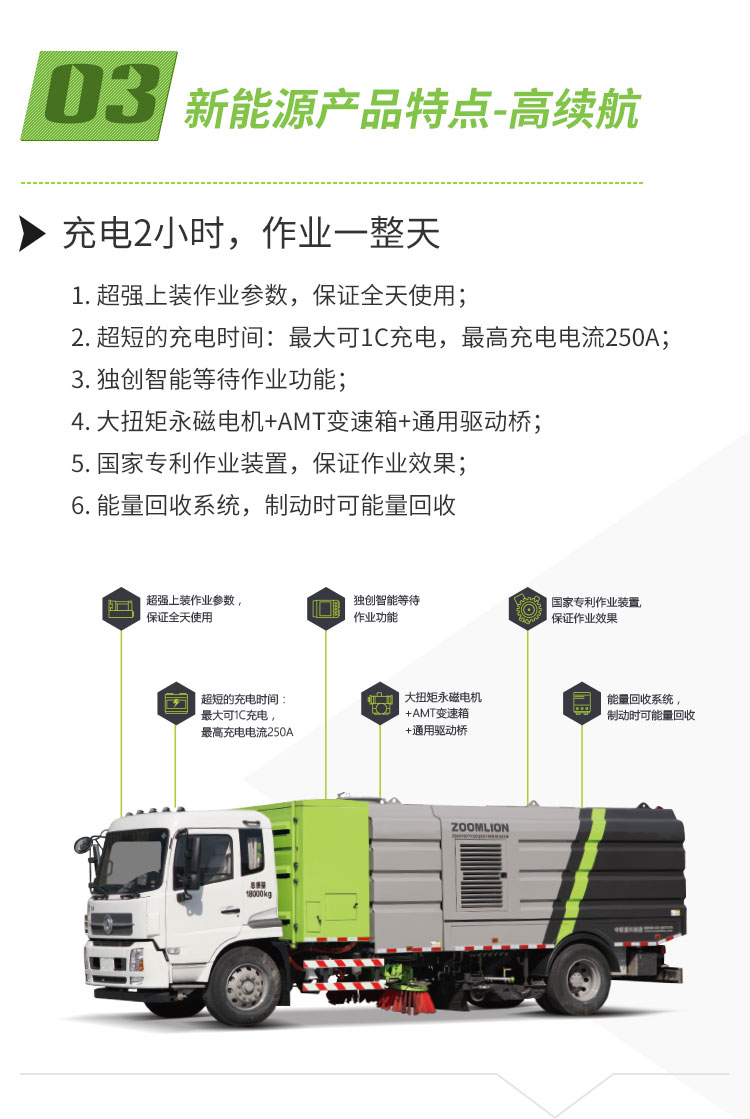 03
新能源产品特点-高续航
充电2小时，作业一整天
1. 超强上装作业参数，保证全天使用；
2. 超短的充电时间：最大可1C充电，最高充电电流250A；
3. 独创智能等待作业功能；
4. 大扭矩永磁电机+AMT变速箱+通用驱动桥；
5. 国家专利作业装置，保证作业效果；
6. 能量回收系统，制动时可能量回收
超强上装作业参数，
保证全天使用
独创智能等待
作业功能
国家专利作业装置,
保证作业效果
超短的充电时间：
最大可1C充电，
最高充电电流250A
大扭矩永磁电机
+AMT变速箱
+通用驱动桥
能量回收系统，
制动时可能量回收
ZOOMLION
总质量
18000kg